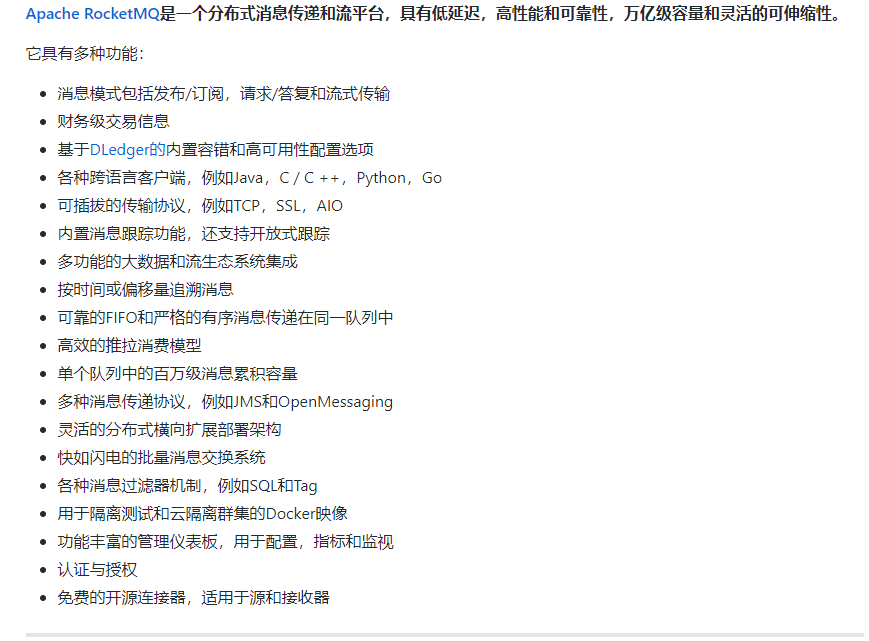 Apache RocketMQ是一个分布式消息传递和流平台，具有低延迟，高性能和可靠性，万亿级容量和灵活的可伸缩性。
它具有多种功能：
• 消息模式包括发布/订阅，请求/答复和流式传输
• 财务级交易信息
• 基于DLedger的内置容错和高可用性配置选项
• 各种跨语言客户端，例如Java，C / C ++，Python，Go
• 可插拔的传输协议，例如TCP，SSL，AIO
• 内置消息跟踪功能，还支持开放式跟踪
• 多功能的大数据和流生态系统集成
• 按时间或偏移量追溯消息
• 可靠的FIFO和严格的有序消息传递在同一队列中
• 高效的推拉消费模型
• 单个队列中的百万级消息累积容量
• 多种消息传递协议，例如JMS和OpenMessaging
• 灵活的分布式横向扩展部署架构
• 快如闪电的批量消息交换系统
• 各种消息过滤器机制，例如SQL和Tag
• 用于隔离测试和云隔离群集的Docker映像
• 功能丰富的管理仪表板，用于配置，指标和监视
• 认证与授权
• 免费的开源连接器，适用于源和接收器